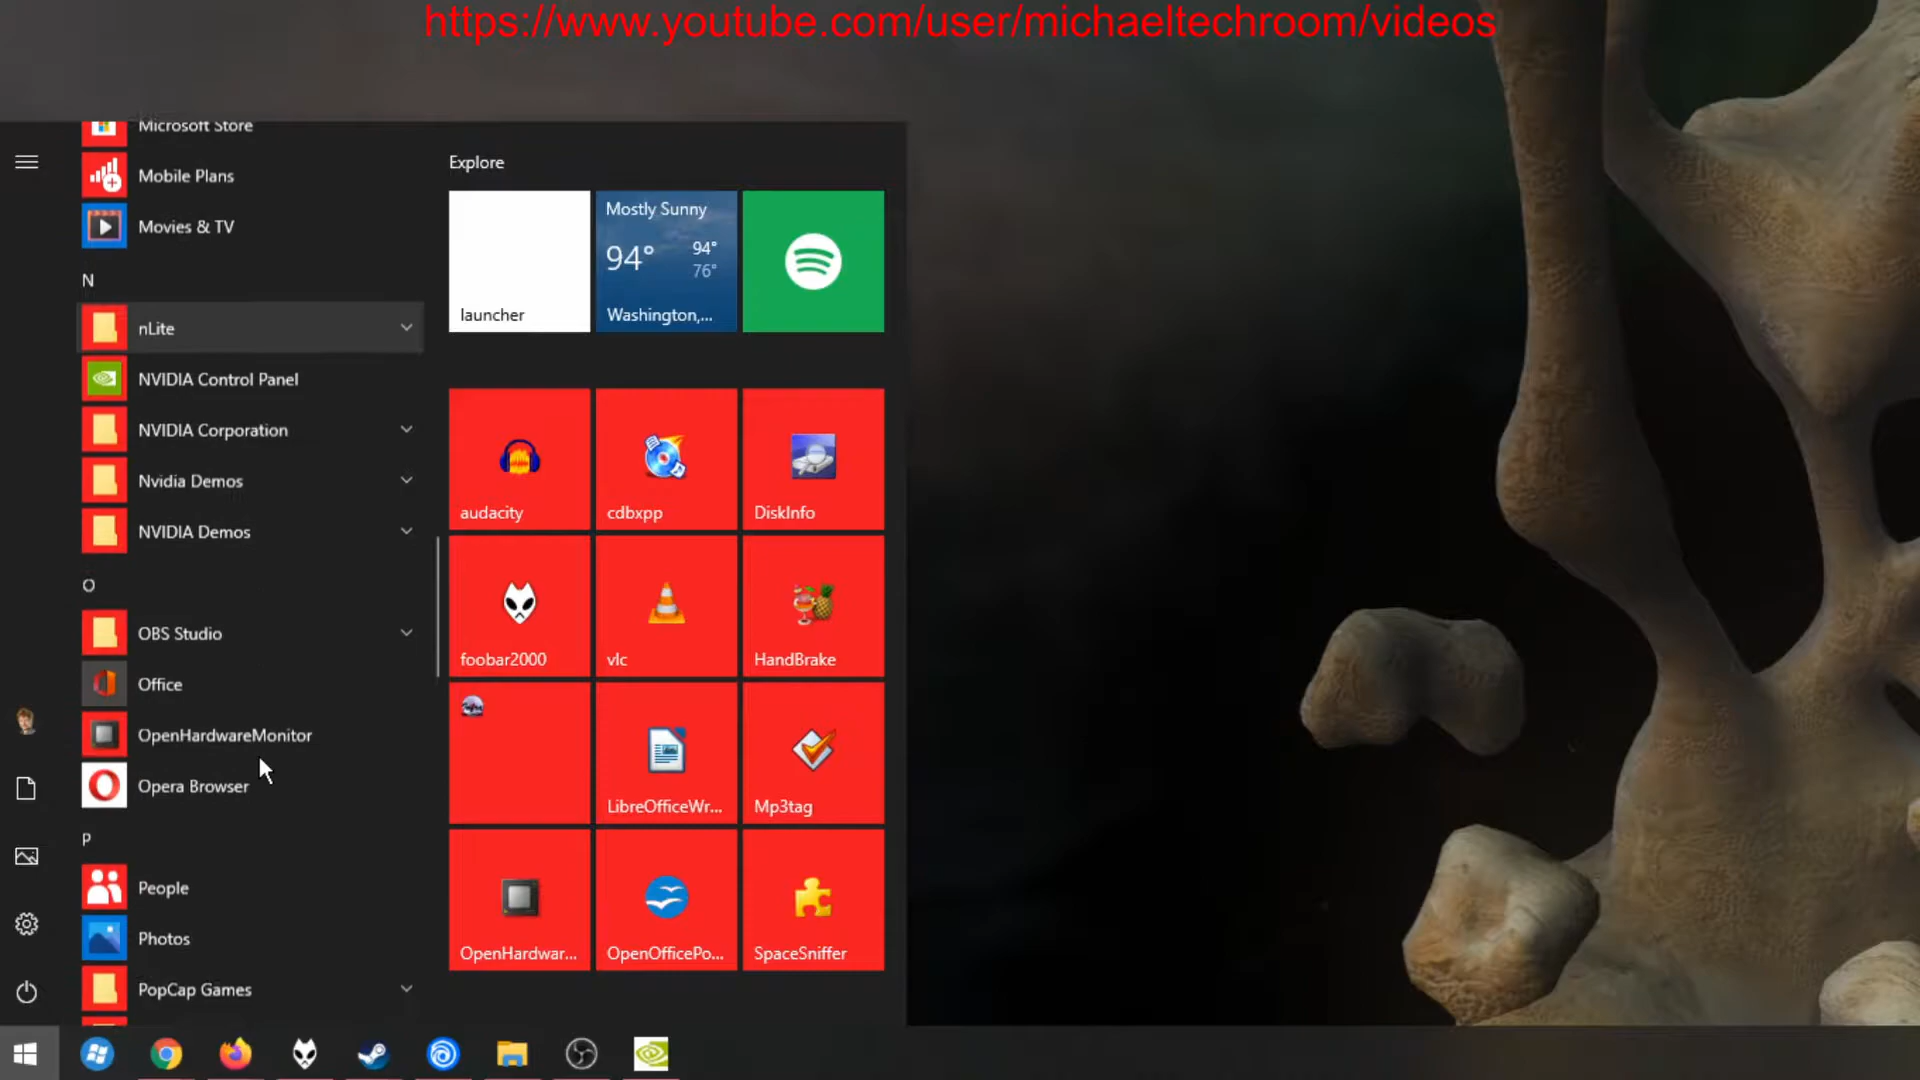 https://www.youtube.com/user/michaeltechroom/videos
Microsoft Store
Mobile Plans
Movies & TV
N
nLite
NVIDIA Control Panel
NVIDIA Corporation
Nvidia Demos
NVIDIA Demos
O
OBS Studio
Office
OpenHardwareMonitor
Opera Browser
P
People
Photos
PopCap Games
Explore
launcher
Mostly Sunny
94° 94°
76°
Washington,...
audacity
cdbxpp
DiskInfo
foobar2000
vlc
HandBrake
LibreOfficeWr...
Mp3tag
OpenHardwar...
OpenOfficePo...
SpaceSniffer